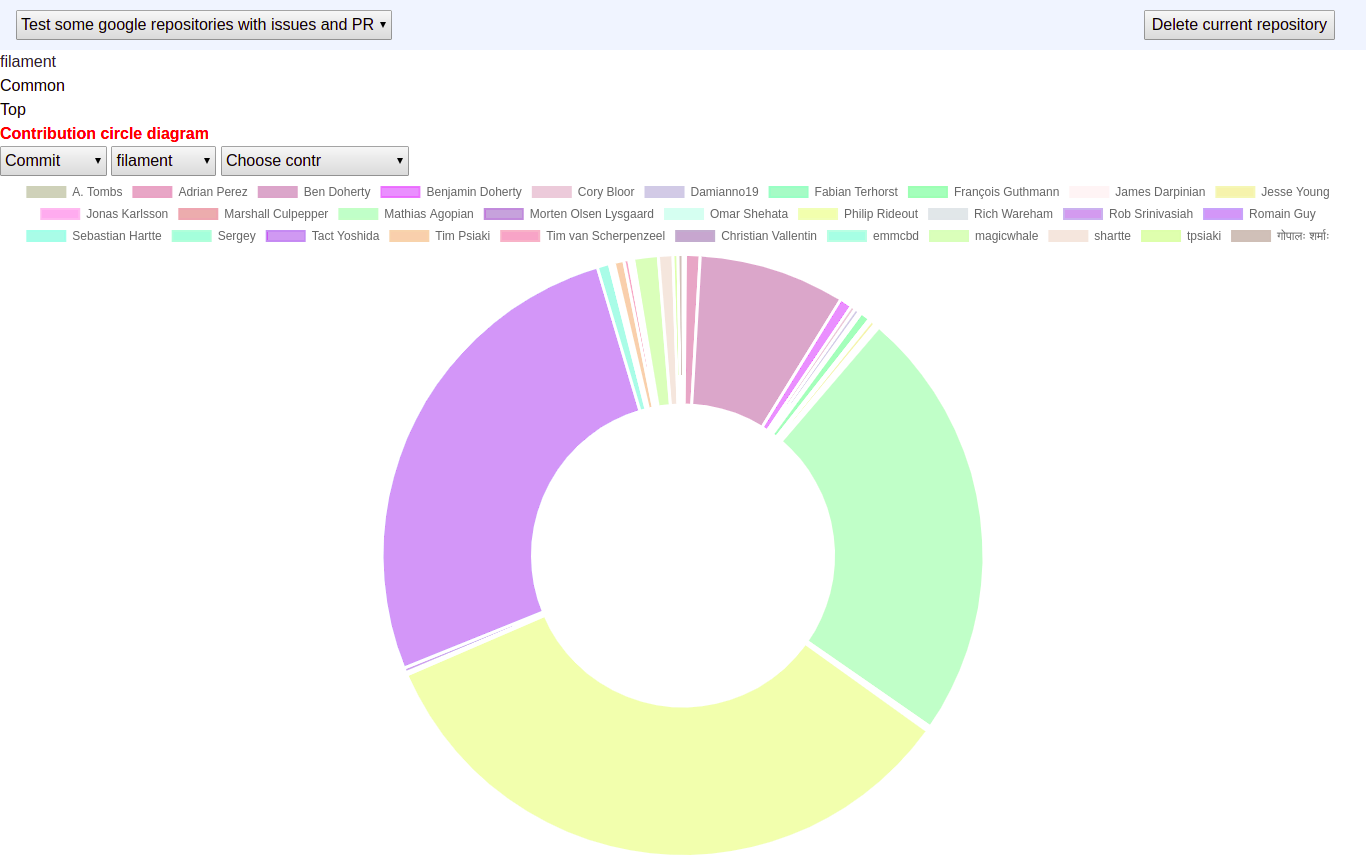 Test some google repositories with issues and PR Delete current repository
filament
Common
Top
Contribution circle diagram
Commit filament Choose contr
A. Tombs Adrian Perez Ben Doherty Benjamin Doherty Cory Bloor Damianno19 Fabian Terhorst François Guthmann James Darpinian Jesse Young
Jonas Karlsson Marshall Culpepper Mathias Agopian Morten Olsen Lysgaard Omar Shehata Philip Rideout Rich Wareham Rob Srinivasiah Romain Guy
Sebastian Hartte Sergey Tact Yoshida Tim Psiaki Tim van Scherpenzeel Christian Vallentin emmcbd magicwhale shartte tpsiaki गोपालः शर्माः